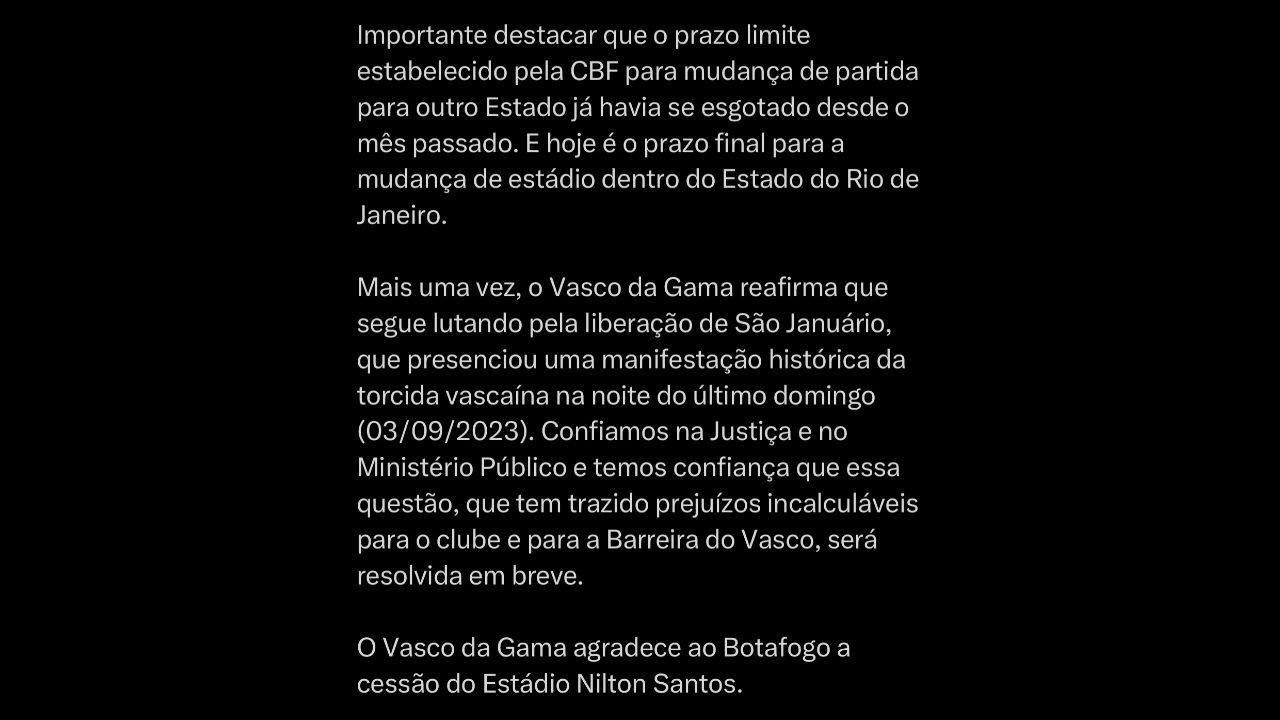 Importante destacar que o prazo limite
estabelecido pela CBF para mudança de partida
para outro Estado já havia se esgotado desde o
mês passado. E hoje é o prazo final para a
mudança de estádio dentro do Estado do Rio de
Janeiro.
Mais uma vez, o Vasco da Gama reafirma que
segue lutando pela liberação de São Januário,
que presenciou uma manifestação histórica da
torcida vascaína na noite do último domingo
(03/09/2023). Confiamos na Justiça e no
Ministério Público e temos confiança que essa
questão, que tem trazido prejuízos incalculáveis
para o clube e para a Barreira do Vasco, será
resolvida em breve.
O Vasco da Gama agradece ao Botafogo a
cessão do Estádio Nilton Santos.